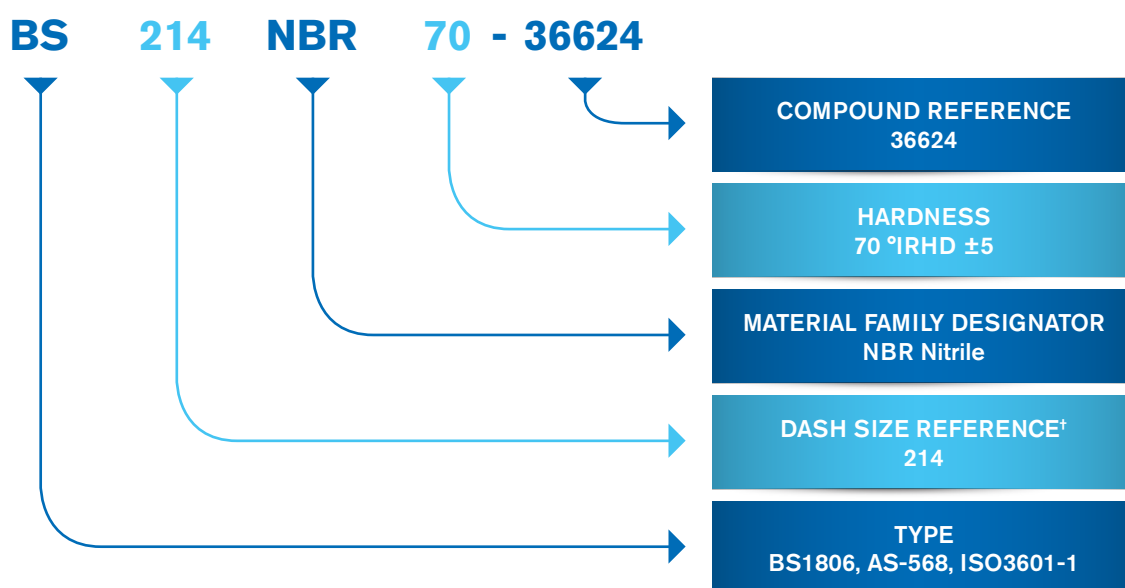 BS 214 NBR 70 - 36624
COMPOUND REFERENCE
36624
HARDNESS
70 °IRHD ±5
MATERIAL FAMILY DESIGNATOR
NBR Nitrile
DASH SIZE REFERENCE†
214
TYPE
BS1806, AS-568, ISO3601-1